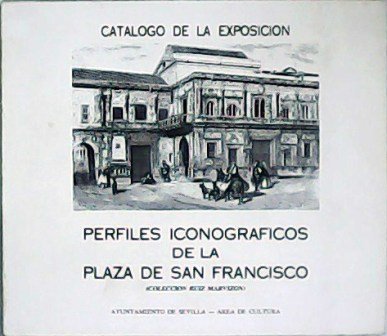 CATALOGO DE LA EXPOSICION
PERFILES ICONOGRAFICOS
DE LA
PLAZA DE SAN FRANCISCO
(COLECCION RUIZ MARVIZON)
AYUNTAMIENTO DE SEVILLA — AREA DE CULTURA